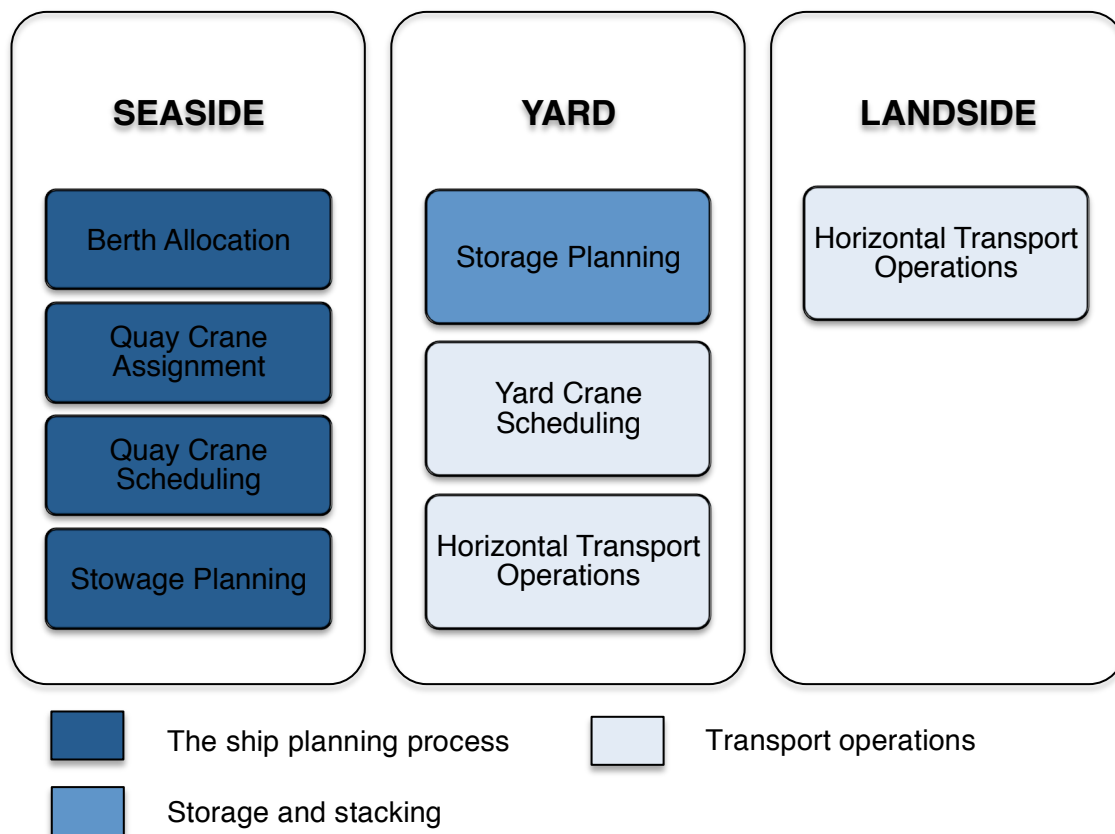 SEASIDE
Berth Allocation
Quay Crane
Assignment
Quay Crane
Scheduling
Stowage Planning
YARD
Storage Planning
Yard Crane
Scheduling
Horizontal Transport
Operations
LANDSIDE
Horizontal Transport
Operations
The ship planning process
Transport operations
Storage and stacking